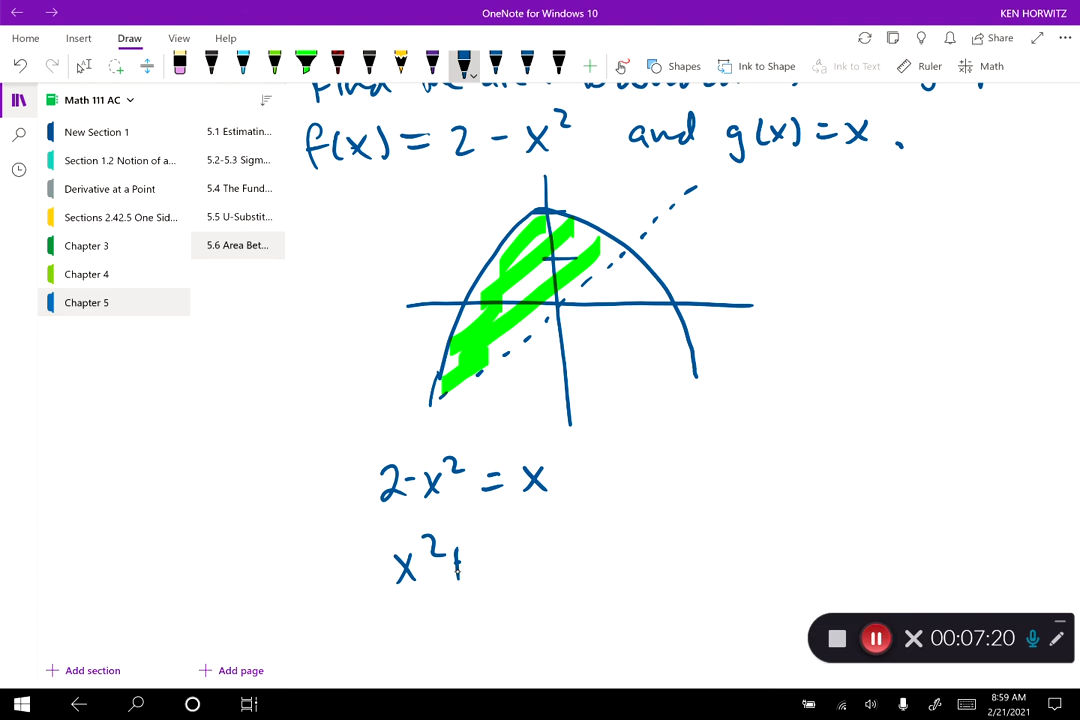 OneNote for Windows 10
KEN HORWITZ
Home Insert Draw View Help
Share
Shapes Ink to Shape Ink to Text Ruler Math
Math 111 AC
New Section 1
Section 1.2 Notion of a...
Derivative at a Point
Sections 2.42.5 One Sid...
Chapter 3
Chapter 4
Chapter 5
5.1 Estimatin...
5.2-5.3 Sigm...
5.4 The Fund...
5.5 U-Substit...
5.6 Area Bet...
Find
f(x) = 2 - x² and g(x) = x .
2-x² = x
x² +
00:07:20
Add section
Add page
8:59 AM
2/21/2021